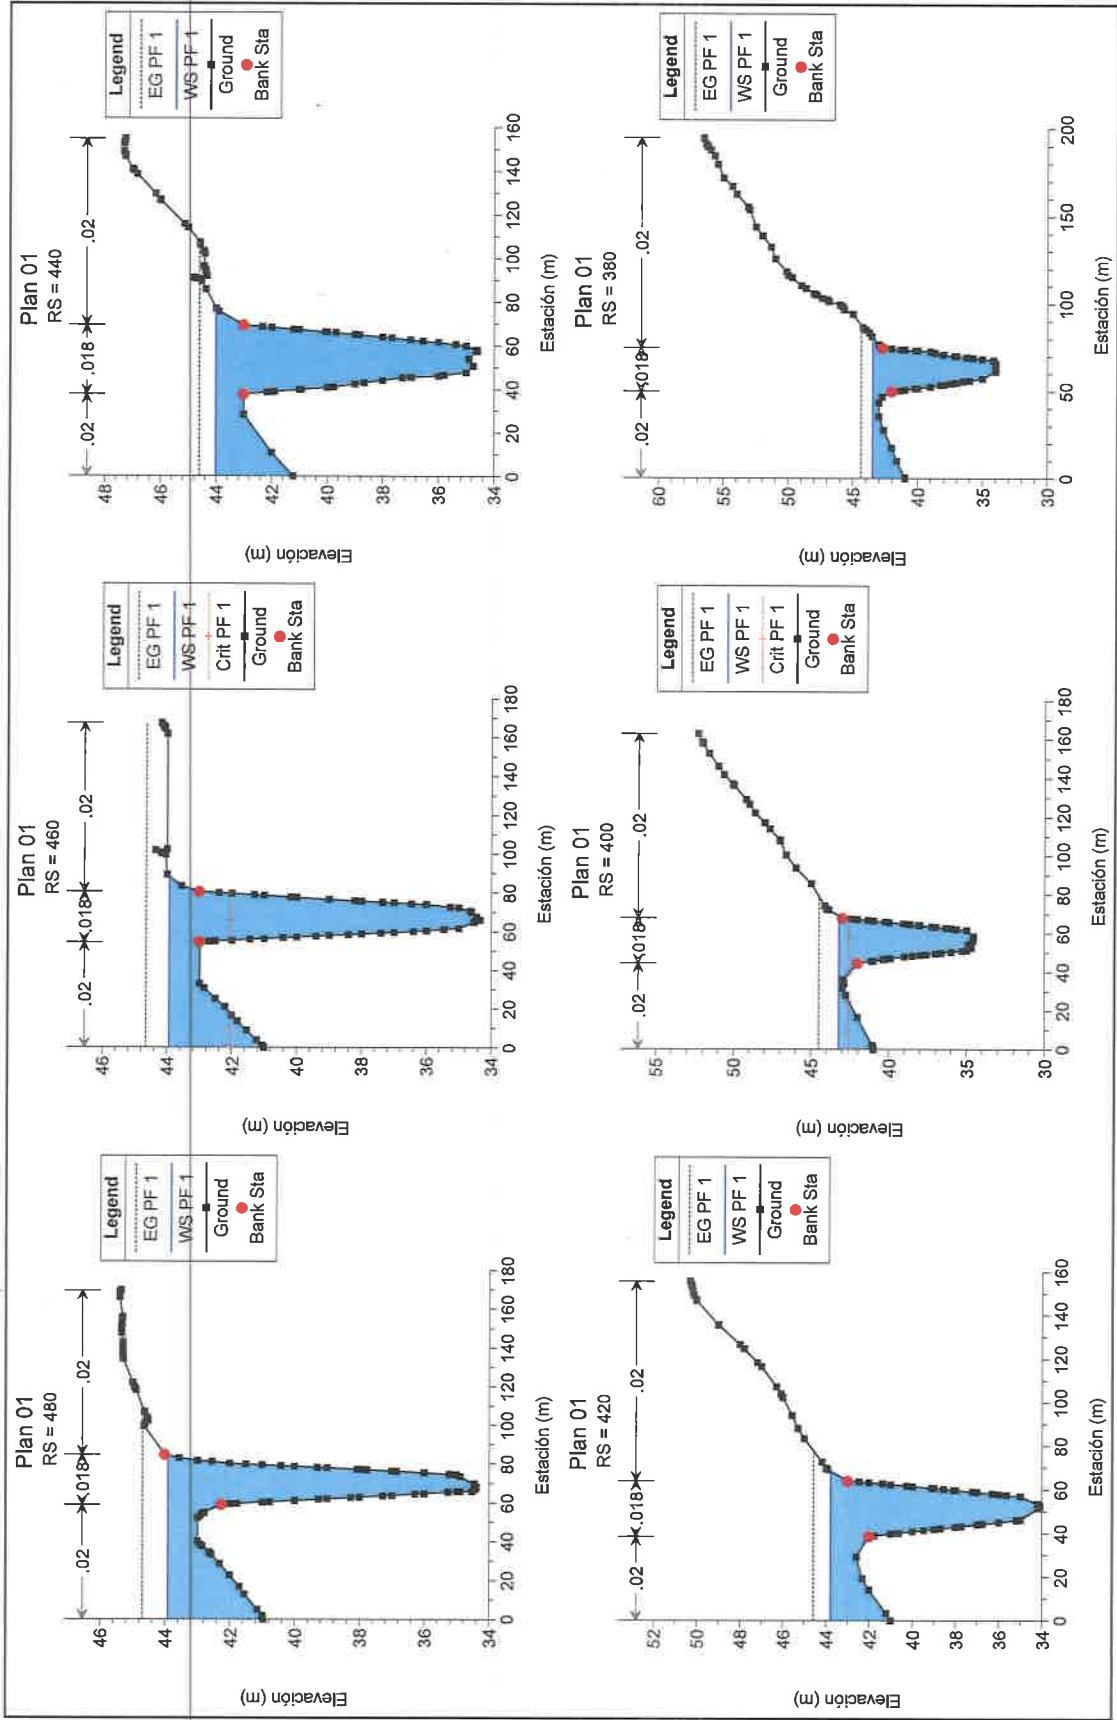 Plan 01
RS = 480
.02
.018
.02
46
44
42
40
38
36
34
0
20
40
60
80
100
120
140
160
180
Elevación (m)
Estación (m)
Legend
EG PF 1
WS PF 1
Ground
Bank Sta
Plan 01
RS = 460
.02
.018
.02
46
44
42
40
38
36
34
0
20
40
60
80
100
120
140
160
180
Elevación (m)
Estación (m)
Legend
EG PF 1
WS PF 1
Crit PF 1
Ground
Bank Sta
Plan 01
RS = 440
.02
.018
.02
48
46
44
42
40
38
36
34
0
20
40
60
80
100
120
140
160
Elevación (m)
Estación (m)
Legend
EG PF 1
WS PF 1
Ground
Bank Sta
Plan 01
RS = 420
.02
.018
.02
52
50
48
46
44
42
40
38
36
34
0
20
40
60
80
100
120
140
160
Elevación (m)
Estación (m)
Legend
EG PF 1
WS PF 1
Ground
Bank Sta
Plan 01
RS = 400
.02
.018
.02
55
50
45
40
35
30
0
20
40
60
80
100
120
140
160
180
Elevación (m)
Estación (m)
Legend
EG PF 1
WS PF 1
Crit PF 1
Ground
Bank Sta
Plan 01
RS = 380
.02
.018
.02
60
55
50
45
40
35
30
0
50
100
150
200
Elevación (m)
Estación (m)
Legend
EG PF 1
WS PF 1
Ground
Bank Sta